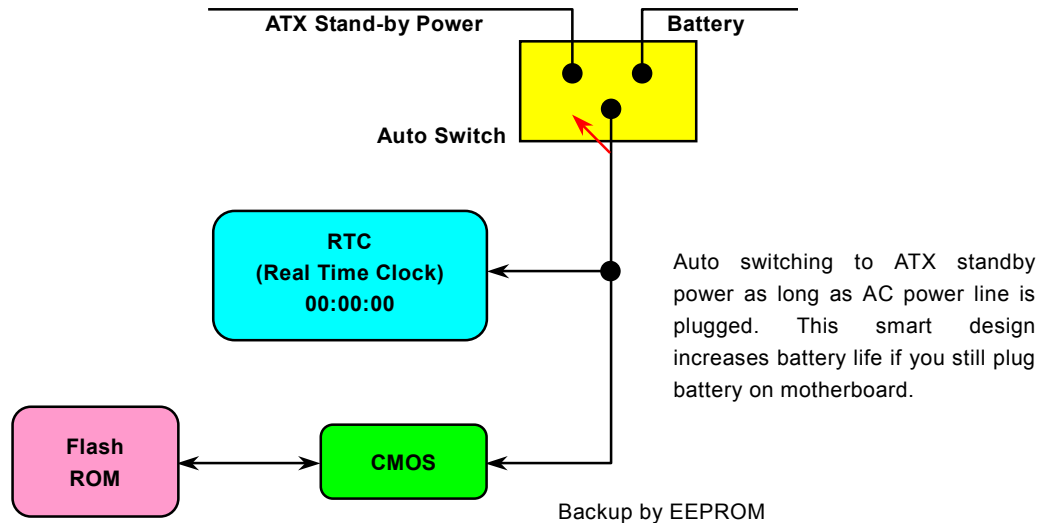 ATX Stand-by Power
Battery
Auto Switch
RTC
(Real Time Clock)
00:00:00
Auto switching to ATX standby
power as long as AC power line is
plugged. This smart design
increases battery life if you still plug
battery on motherboard.
Flash
ROM
CMOS
Backup by EEPROM